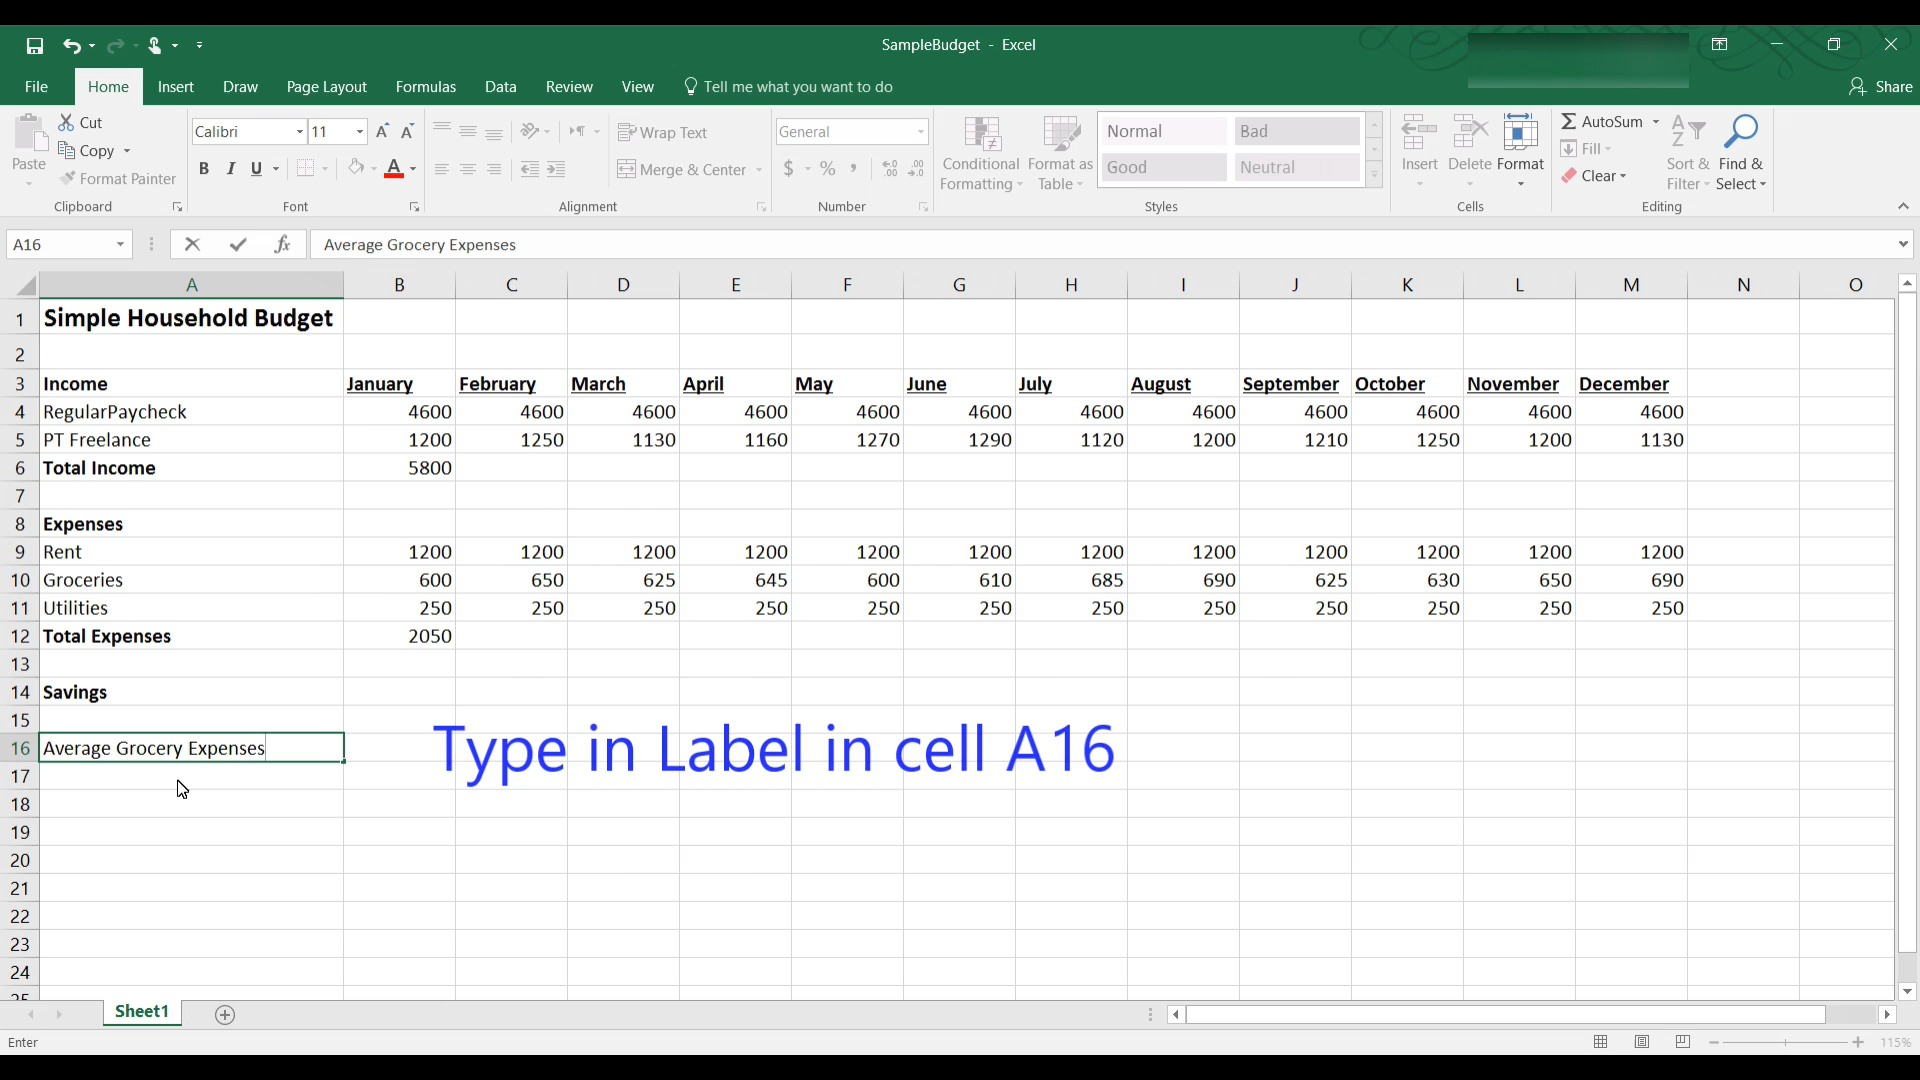 SampleBudget - Excel
File Home Insert Draw Page Layout Formulas Data Review View Tell me what you want to do Share
Paste Cut Copy Format Painter Clipboard
Calibri 11 B I U A Font
Wrap Text Merge & Center Alignment
General $ % , Number
Conditional Formatting Format as Table Normal Bad Good Neutral Styles
Insert Delete Format Cells
AutoSum Fill Clear Sort & Filter Find & Select Editing
A16 fx Average Grocery Expenses
A B C D E F G H I J K L M N O
1 Simple Household Budget
2
3 Income January February March April May June July August September October November December
4 RegularPaycheck 4600 4600 4600 4600 4600 4600 4600 4600 4600 4600 4600 4600
5 PT Freelance 1200 1250 1130 1160 1270 1290 1120 1200 1210 1250 1200 1130
6 Total Income 5800
7
8 Expenses
9 Rent 1200 1200 1200 1200 1200 1200 1200 1200 1200 1200 1200 1200
10 Groceries 600 650 625 645 600 610 685 690 625 630 650 690
11 Utilities 250 250 250 250 250 250 250 250 250 250 250 250
12 Total Expenses 2050
13
14 Savings
15
16 Average Grocery Expenses Type in Label in cell A16
17
18
19
20
21
22
23
24
25
Sheet1
Enter 115%